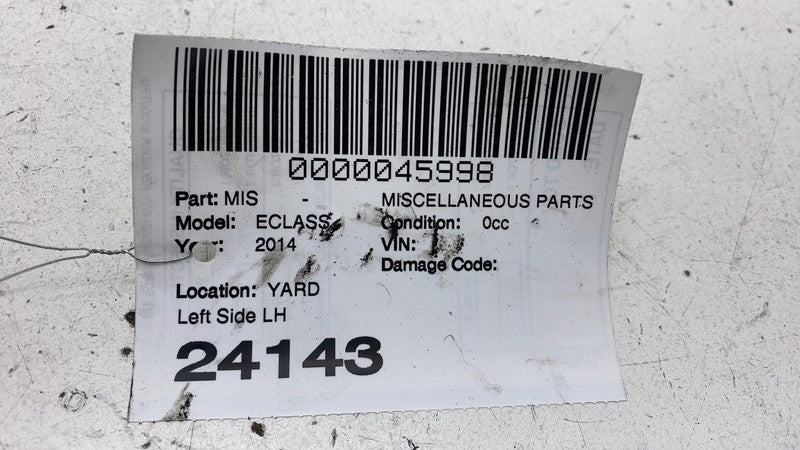 0000045998
Part: MIS - MISCELLANEOUS PARTS
Model: ECLASS Condition: 0cc
Year: 2014 VIN:
Damage Code:
Location: YARD
Left Side LH
24143